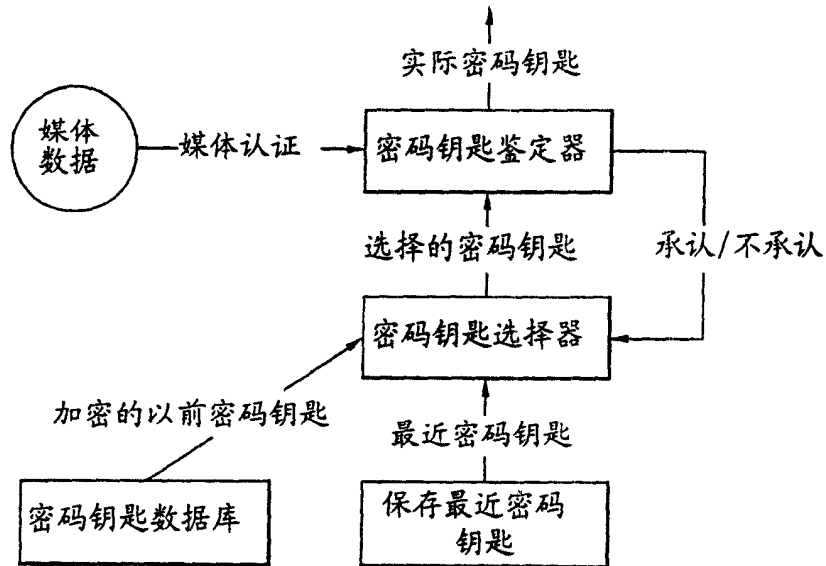 实际密码钥匙
媒体
数据
媒体认证
密码钥匙鉴定器
选择的密码钥匙
承认/不承认
密码钥匙选择器
加密的以前密码钥匙
最近密码钥匙
密码钥匙数据库
保存最近密码
钥匙